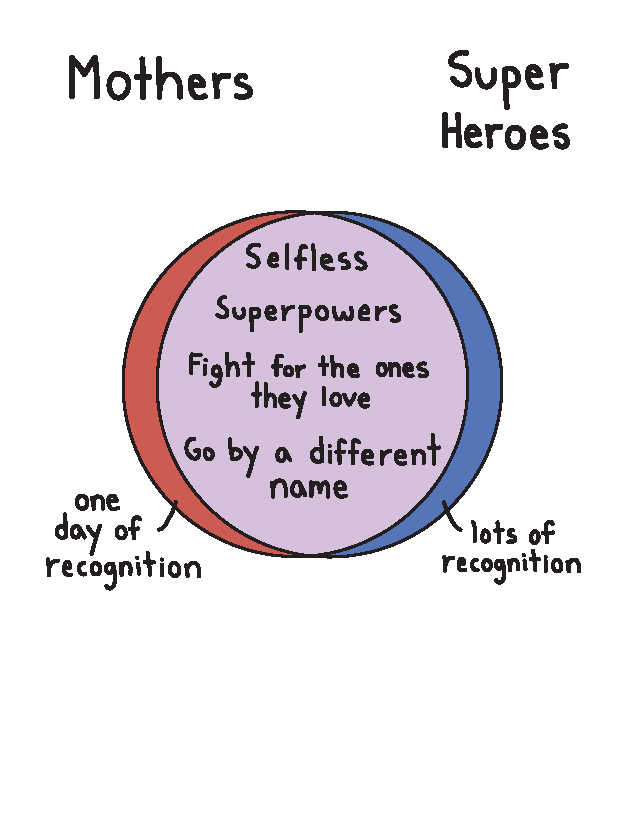 Mothers
Super
Heroes
Selfless
Superpowers
Fight for the ones
they love
Go by a different
name
one
day of
recognition
lots of
recognition